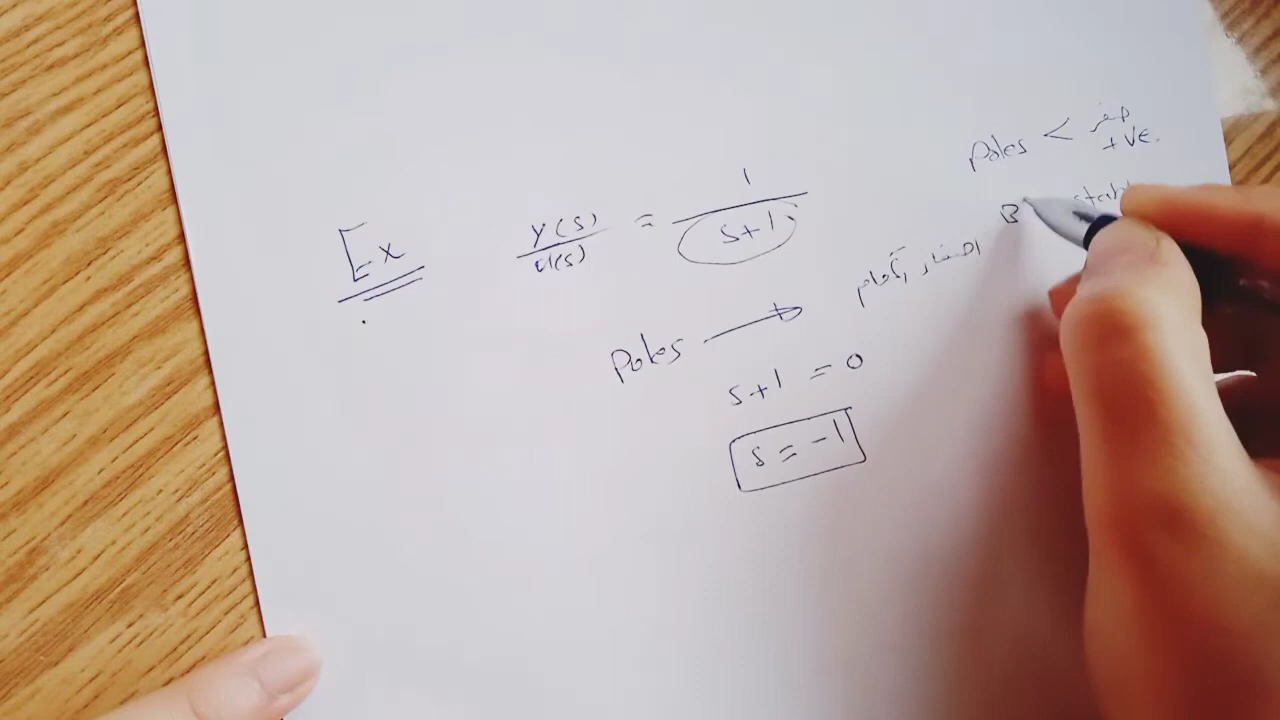 Poles < صفر
+ve.
Ex Y(s)/U(s) = 1/(s+1)
B
Poles → اصفار المقام
s+1 = 0
s = -1